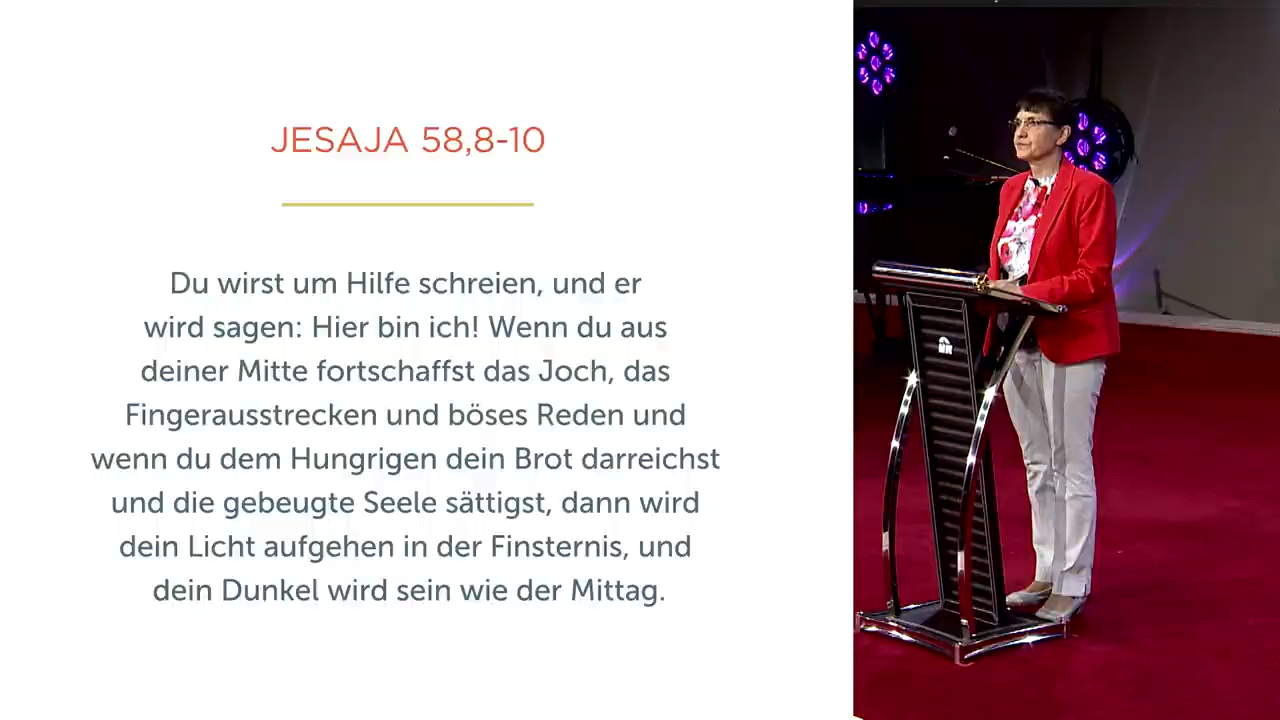 JESAJA 58,8-10
Du wirst um Hilfe schreien, und er
wird sagen: Hier bin ich! Wenn du aus
deiner Mitte fortschaffst das Joch, das
Fingerausstrecken und böses Reden und
wenn du dem Hungrigen dein Brot darreichst
und die gebeugte Seele sättigst, dann wird
dein Licht aufgehen in der Finsternis, und
dein Dunkel wird sein wie der Mittag.